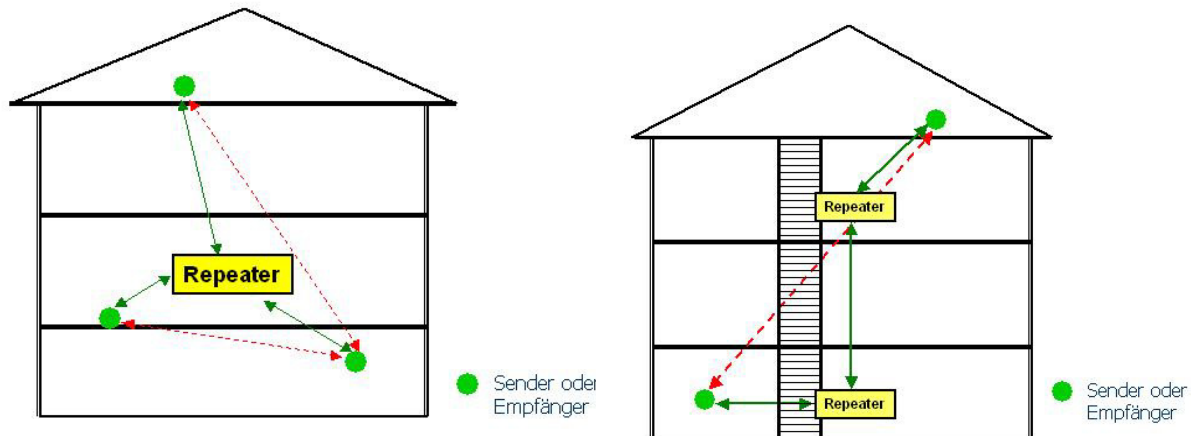 Repeater
Sender oder
Empfänger
Repeater
Repeater
Sender oder
Empfänger